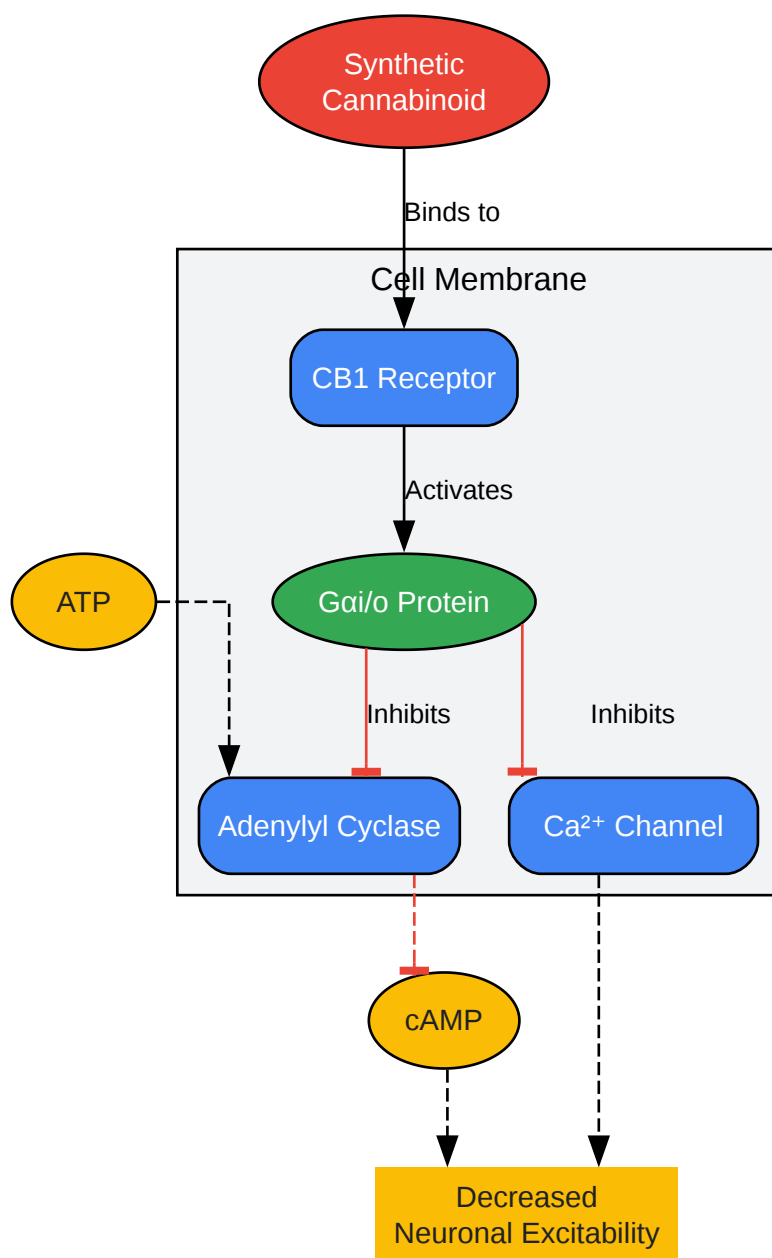 Synthetic
Cannabinoid
Binds to
Cell Membrane
CB1 Receptor
Activates
ATP
Gαi/o Protein
Inhibits
Inhibits
Adenylyl Cyclase
Ca²⁺ Channel
cAMP
Decreased
Neuronal Excitability